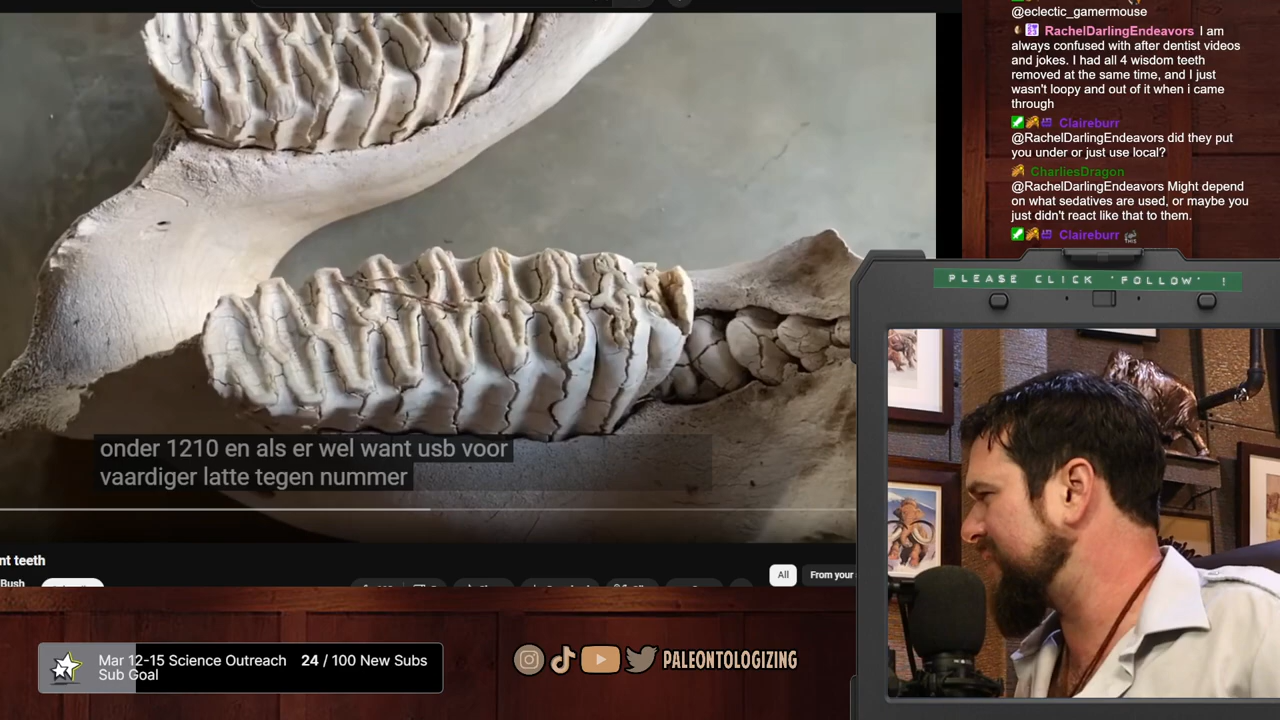 @eclectic_gamermouse
RachelDarlingEndeavors I am
always confused with after dentist videos
and jokes. I had all 4 wisdom teeth
removed at the same time, and I just
wasn't loopy and out of it when i came
through
Claireburr
@RachelDarlingEndeavors did they put
you under or just use local?
CharliesDragon
@RachelDarlingEndeavors Might depend
on what sedatives are used, or maybe you
just didn't react like that to them.
Claireburr THIS
PLEASE CLICK 'FOLLOW' !
onder 1210 en als er wel want usb voor
vaardiger latte tegen nummer
nt teeth
Bush
All
From your
Mar 12-15 Science Outreach 24 / 100 New Subs
Sub Goal
PALEONTOLOGIZING